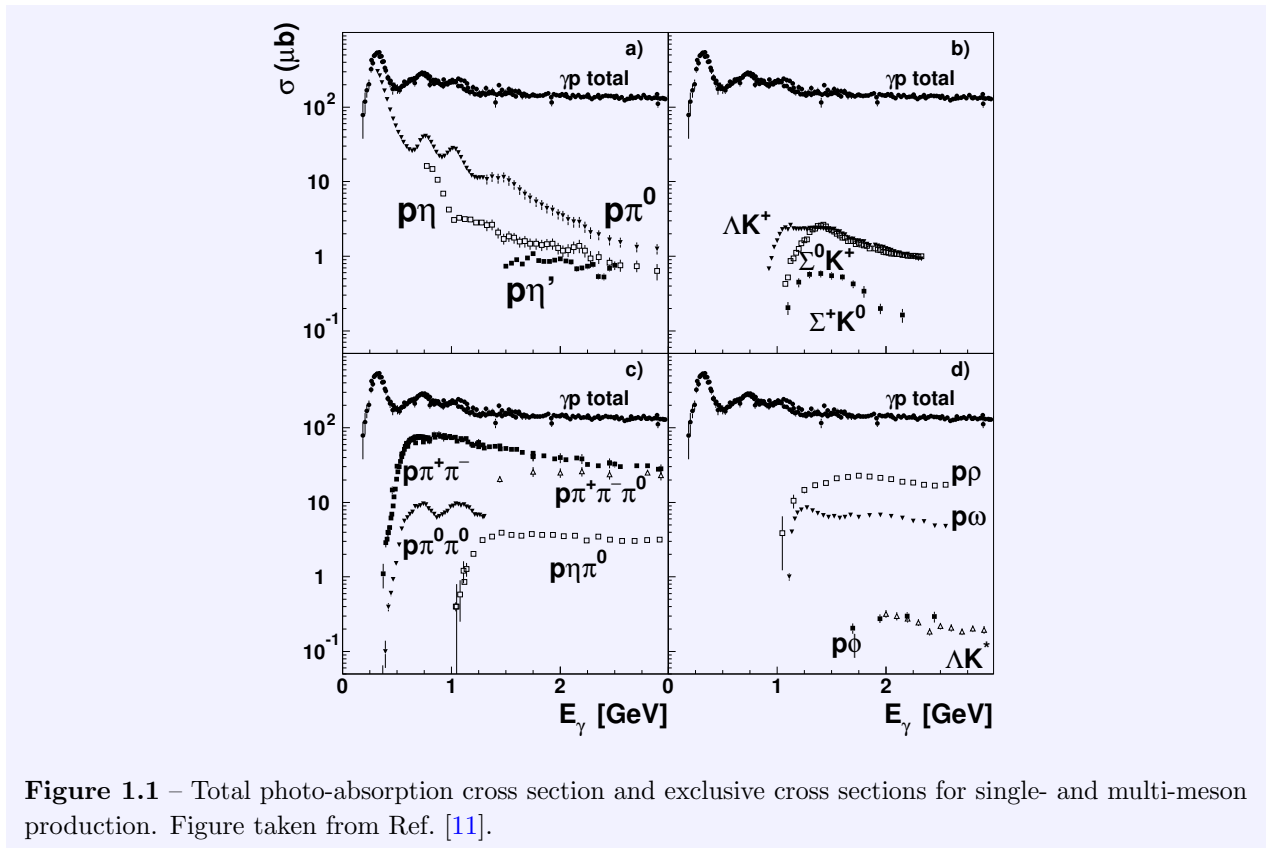 σ (μb)
a)
γp total
10²
10
1
10⁻¹
pη
pπ⁰
pη’
b)
γp total
ΛK⁺
Σ⁰K⁺
Σ⁺K⁰
c)
γp total
10²
10
1
10⁻¹
pπ⁺π⁻
pπ⁺π⁻π⁰
pπ⁰π⁰
pηπ⁰
0 1 2
E_γ [GeV]
d)
γp total
pρ
pω
pϕ
ΛK*
0 1 2
E_γ [GeV]
Figure 1.1 – Total photo-absorption cross section and exclusive cross sections for single- and multi-meson
production. Figure taken from Ref. [11].